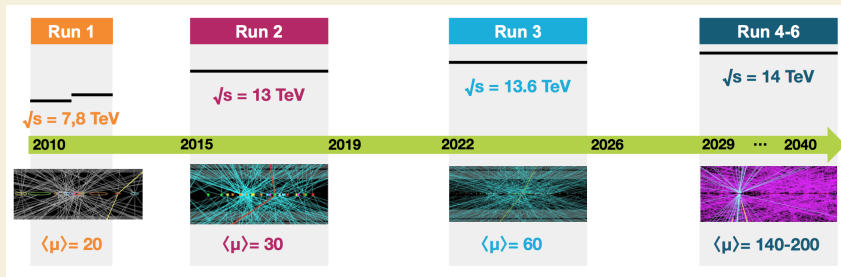 Run 1 Run 2 Run 3 Run 4-6
√s = 7,8 TeV √s = 13 TeV √s = 13.6 TeV √s = 14 TeV
2010 2015 2019 2022 2026 2029 ... 2040
⟨μ⟩= 20 ⟨μ⟩= 30 ⟨μ⟩= 60 ⟨μ⟩= 140-200